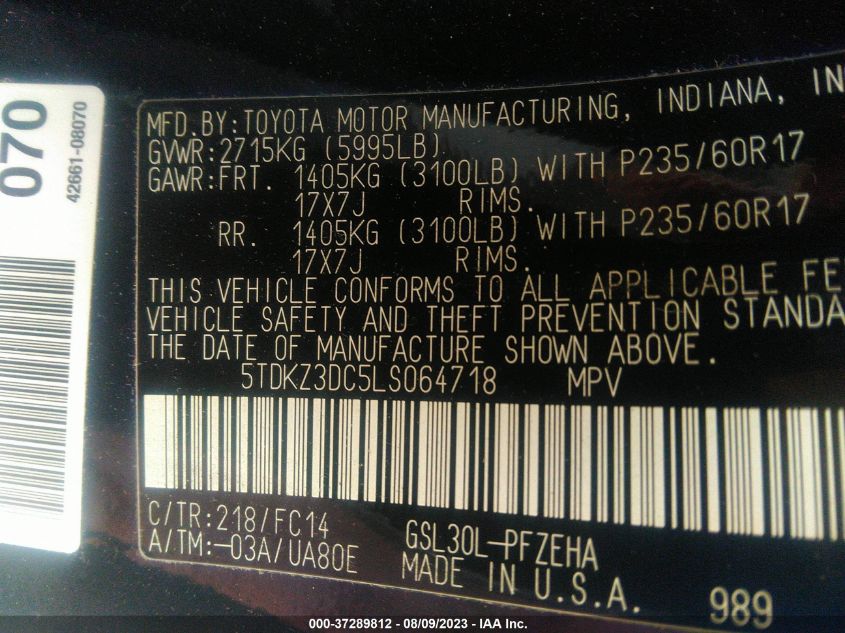 070
42661-08070
MFD.BY:TOYOTA MOTOR MANUFACTURING, INDIANA, IN
GVWR:2715KG (5995LB)
GAWR:FRT. 1405KG (3100LB) WITH P235/60R17
17X7J RIMS.
RR. 1405KG (3100LB) WITH P235/60R17
17X7J RIMS.
THIS VEHICLE CONFORMS TO ALL APPLICABLE FE
VEHICLE SAFETY AND THEFT PREVENTION STANDA
THE DATE OF MANUFACTURE SHOWN ABOVE.
5TDKZ3DC5LS064718 MPV
C/TR:218/FC14 GSL30L-PFZEHA
A/TM:-03A/UA80E MADE IN U.S.A.
989
000-37289812 - 08/09/2023 - IAA Inc.